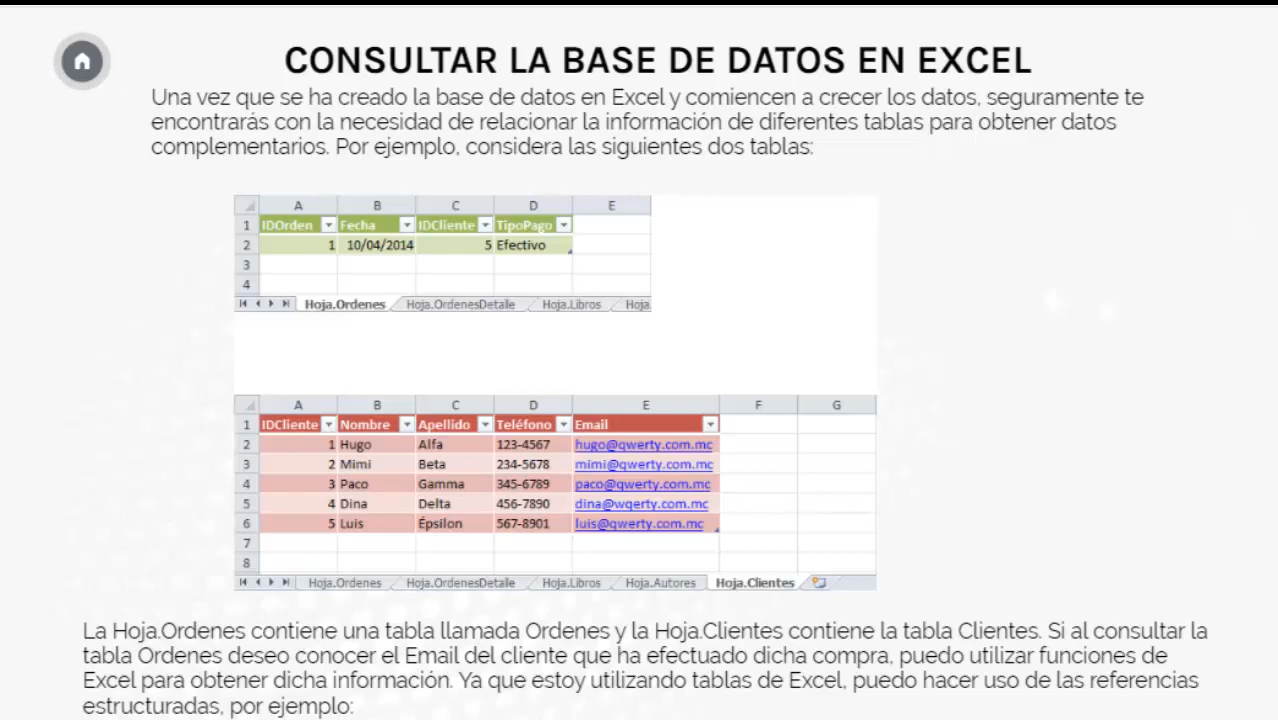 CONSULTAR LA BASE DE DATOS EN EXCEL
Una vez que se ha creado la base de datos en Excel y comiencen a crecer los datos, seguramente te
encontrarás con la necesidad de relacionar la información de diferentes tablas para obtener datos
complementarios. Por ejemplo, considera las siguientes dos tablas:
A B C D E
1 IDOrden Fecha IDCliente TipoPago
2 1 10/04/2014 5 Efectivo
3
4
Hoja.Ordenes Hoja.OrdenesDetalle Hoja.Libros Hoja.
A B C D E F G
1 IDCliente Nombre Apellido Teléfono Email
2 1 Hugo Alfa 123-4567 hugo@qwerty.com.mc
3 2 Mimi Beta 234-5678 mimi@qwerty.com.mc
4 3 Paco Gamma 345-6789 paco@qwerty.com.mc
5 4 Dina Delta 456-7890 dina@wqerty.com.mc
6 5 Luis Épsilon 567-8901 luis@qwerty.com.mc
7
8
Hoja.Ordenes Hoja.OrdenesDetalle Hoja.Libros Hoja.Autores Hoja.Clientes
La Hoja.Ordenes contiene una tabla llamada Ordenes y la Hoja.Clientes contiene la tabla Clientes. Si al consultar la
tabla Ordenes deseo conocer el Email del cliente que ha efectuado dicha compra, puedo utilizar funciones de
Excel para obtener dicha información. Ya que estoy utilizando tablas de Excel, puedo hacer uso de las referencias
estructuradas, por ejemplo: